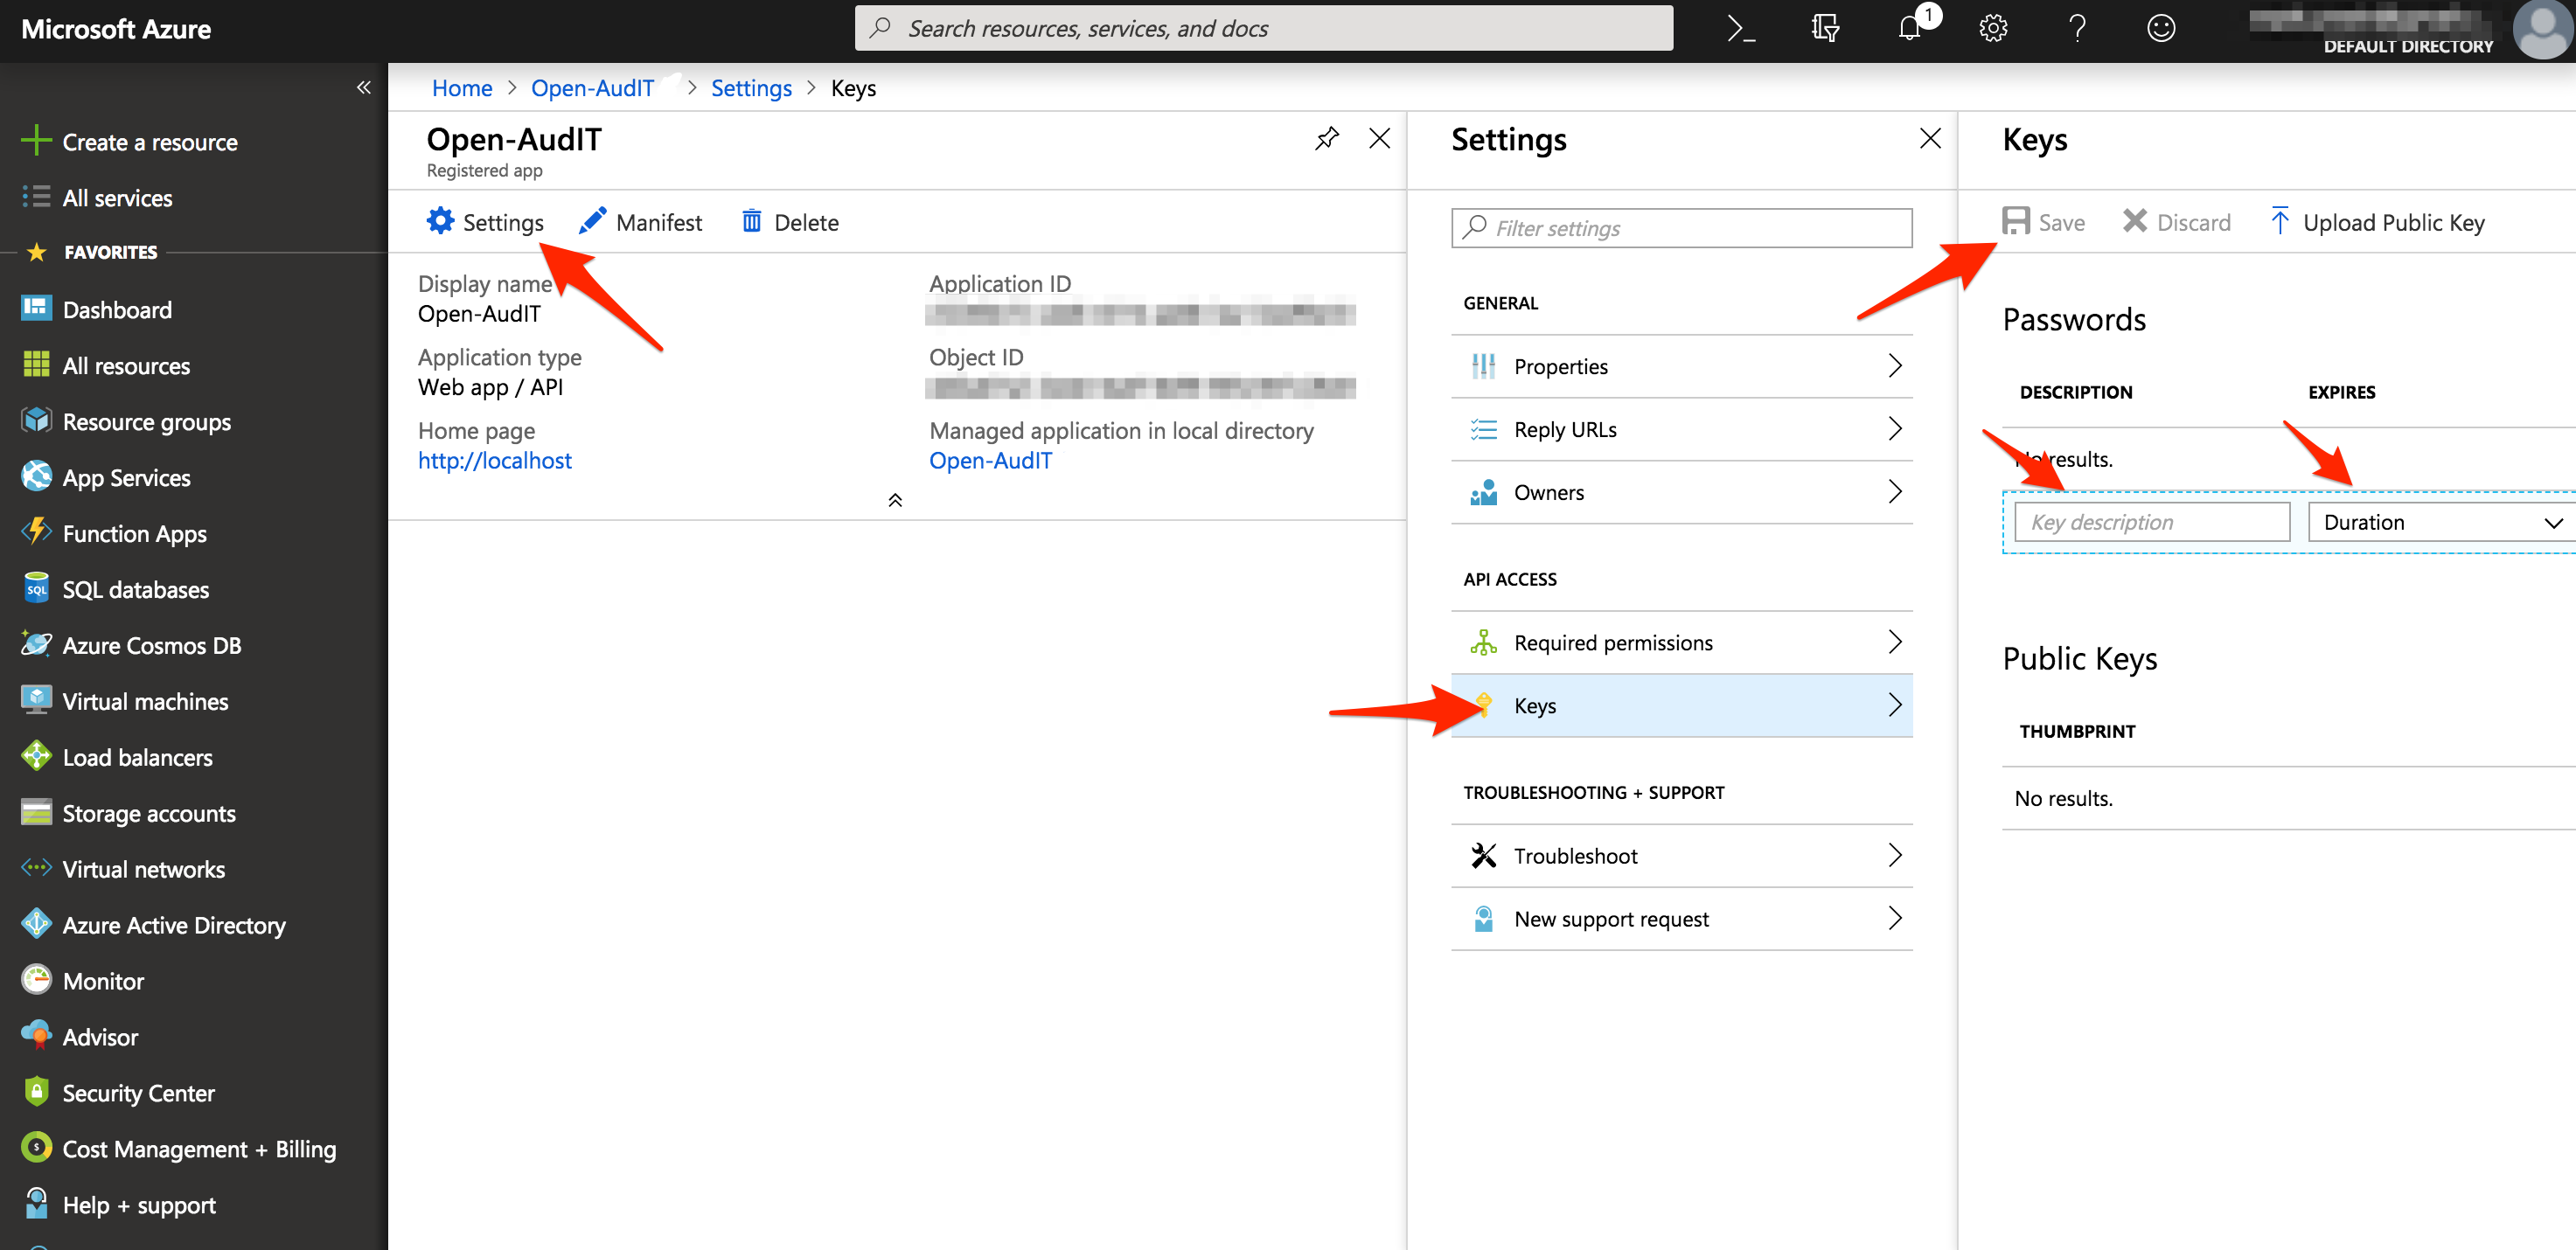 Microsoft Azure
Search resources, services, and docs
1
DEFAULT DIRECTORY
Create a resource
All services
FAVORITES
Dashboard
All resources
Resource groups
App Services
Function Apps
SQL
SQL databases
Azure Cosmos DB
Virtual machines
Load balancers
Storage accounts
Virtual networks
Azure Active Directory
Monitor
Advisor
Security Center
Cost Management + Billing
Help + support
Home > Open-AudIT > Settings > Keys
Open-AudIT
Registered app
Settings Manifest Delete
Display name
Open-AudIT
Application type
Web app / API
Home page
http://localhost
Application ID
Object ID
Managed application in local directory
Open-AudIT
Settings
Filter settings
GENERAL
Properties
Reply URLs
Owners
API ACCESS
Required permissions
Keys
TROUBLESHOOTING + SUPPORT
Troubleshoot
New support request
Keys
Save Discard Upload Public Key
Passwords
DESCRIPTION EXPIRES
No results.
Key description Duration
Public Keys
THUMBPRINT
No results.